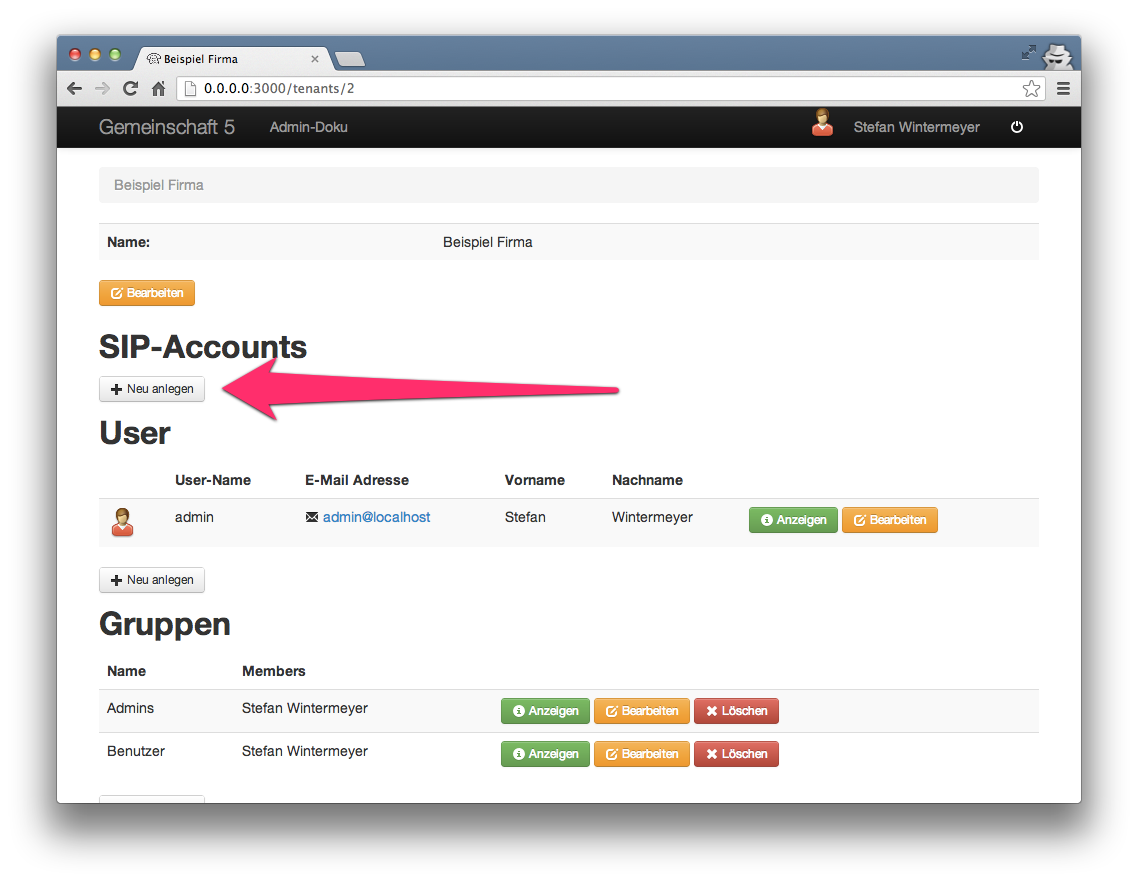 Beispiel Firma
0.0.0.0:3000/tenants/2
Gemeinschaft 5 Admin-Doku Stefan Wintermeyer
Beispiel Firma
Name: Beispiel Firma
Bearbeiten
SIP-Accounts
Neu anlegen
User
User-Name E-Mail Adresse Vorname Nachname
admin admin@localhost Stefan Wintermeyer Anzeigen Bearbeiten
Neu anlegen
Gruppen
Name Members
Admins Stefan Wintermeyer Anzeigen Bearbeiten Löschen
Benutzer Stefan Wintermeyer Anzeigen Bearbeiten Löschen